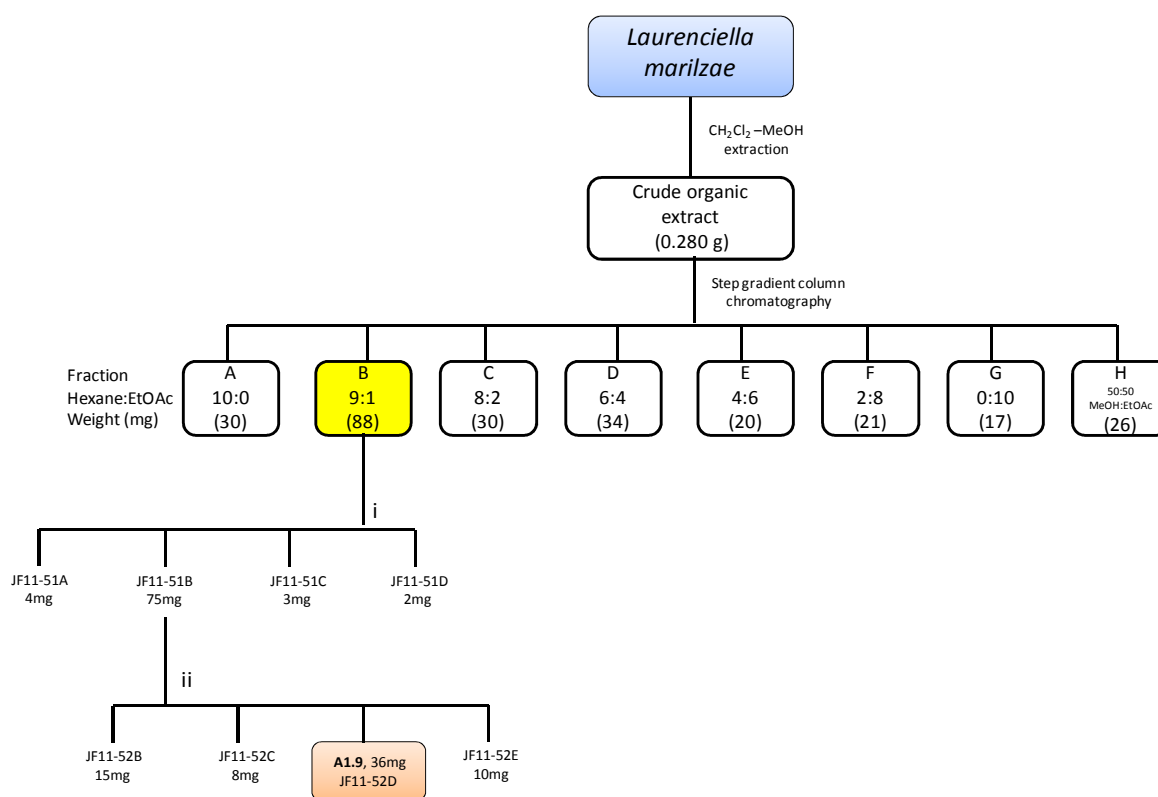 Laurenciella
marilzae
CH2Cl2 –MeOH
extraction
Crude organic
extract
(0.280 g)
Step gradient column
chromatography
Fraction
Hexane:EtOAc
Weight (mg)
A
10:0
(30)
B
9:1
(88)
C
8:2
(30)
D
6:4
(34)
E
4:6
(20)
F
2:8
(21)
G
0:10
(17)
H
50:50
MeOH:EtOAc
(26)
i
JF11-51A
4mg
JF11-51B
75mg
JF11-51C
3mg
JF11-51D
2mg
ii
JF11-52B
15mg
JF11-52C
8mg
A1.9, 36mg
JF11-52D
JF11-52E
10mg